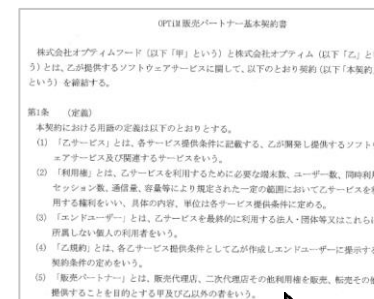 OPTiM 販売パートナー基本契約書
株式会社オプティムフード（以下「甲」という）と株式会社オプティム（以下「乙」とい
う）とは、乙が提供するソフトウェアサービスに関して、以下のとおり契約（以下「本契約」
という）を締結する。
第1条　（定義）
本契約における用語の定義は以下のとおりとする。
(1)　「乙サービス」とは、各サービス提供条件に記載する、乙が開発し提供するソフト
ェアサービス及び関連するサービスをいう。
(2)　「利用権」とは、乙サービスを利用するために必要な端末数、ユーザー数、同時利用
セッション数、通信量、容量等により規定された一定の範囲において乙サービスを利
用する権利をいい、具体の内容、単位は各サービス提供条件に定める。
(3)　「エンドユーザー」とは、乙サービスを最終的に利用する法人・団体等又はこれらに
所属しない個人の利用者をいう。
(4)　「乙規約」とは、各乙サービス提供条件として乙が作成しエンドユーザーに提示する
契約条件の定めをいう。
(5)　「販売パートナー」とは、販売代理店、二次代理店その他利用権を販売、転売その他
提供することを目的とする甲及び乙以外の者をいう。